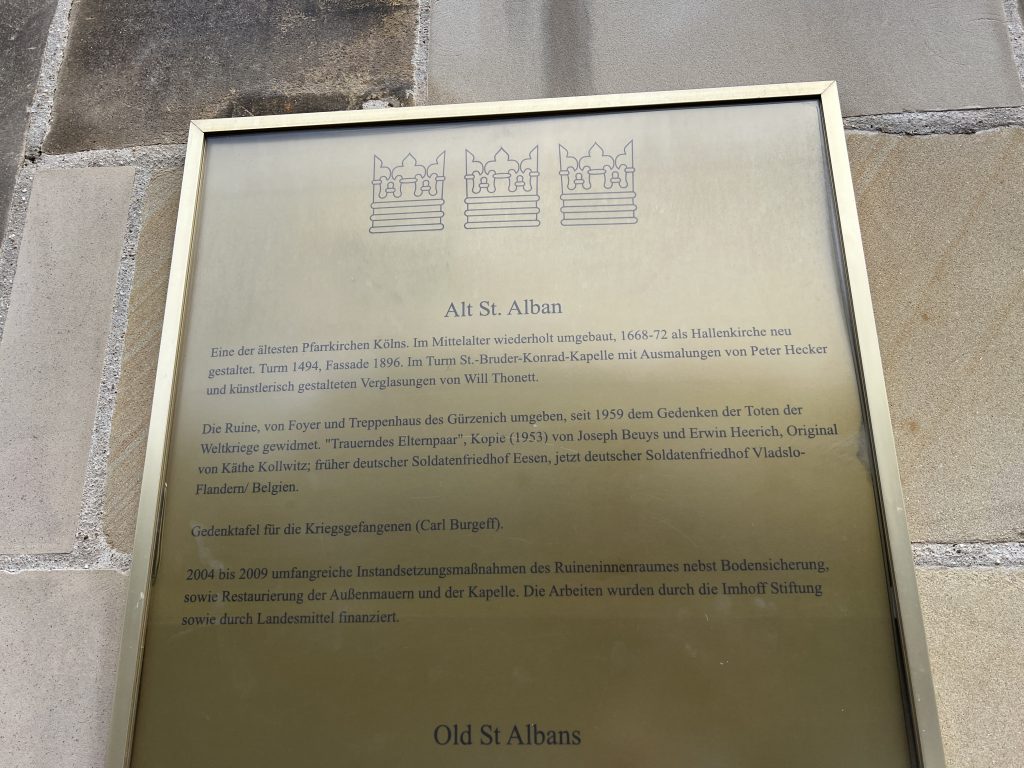 Alt St. Alban
Eine der ältesten Pfarrkirchen Kölns. Im Mittelalter wiederholt umgebaut, 1668-72 als Hallenkirche neu
gestaltet. Turm 1494, Fassade 1896. Im Turm St.-Bruder-Konrad-Kapelle mit Ausmalungen von Peter Hecker
und künstlerisch gestalteten Verglasungen von Will Thonett.
Die Ruine, von Foyer und Treppenhaus des Gürzenich umgeben, seit 1959 dem Gedenken der Toten der
Weltkriege gewidmet. "Trauerndes Elternpaar", Kopie (1953) von Joseph Beuys und Erwin Heerich, Original
von Käthe Kollwitz; früher deutscher Soldatenfriedhof Eesen, jetzt deutscher Soldatenfriedhof Vladslo-
Flandern/ Belgien.
Gedenktafel für die Kriegsgefangenen (Carl Burgeff).
2004 bis 2009 umfangreiche Instandsetzungsmaßnahmen des Ruineninnenraumes nebst Bodensicherung,
sowie Restaurierung der Außenmauern und der Kapelle. Die Arbeiten wurden durch die Imhoff Stiftung
sowie durch Landesmittel finanziert.
Old St Albans